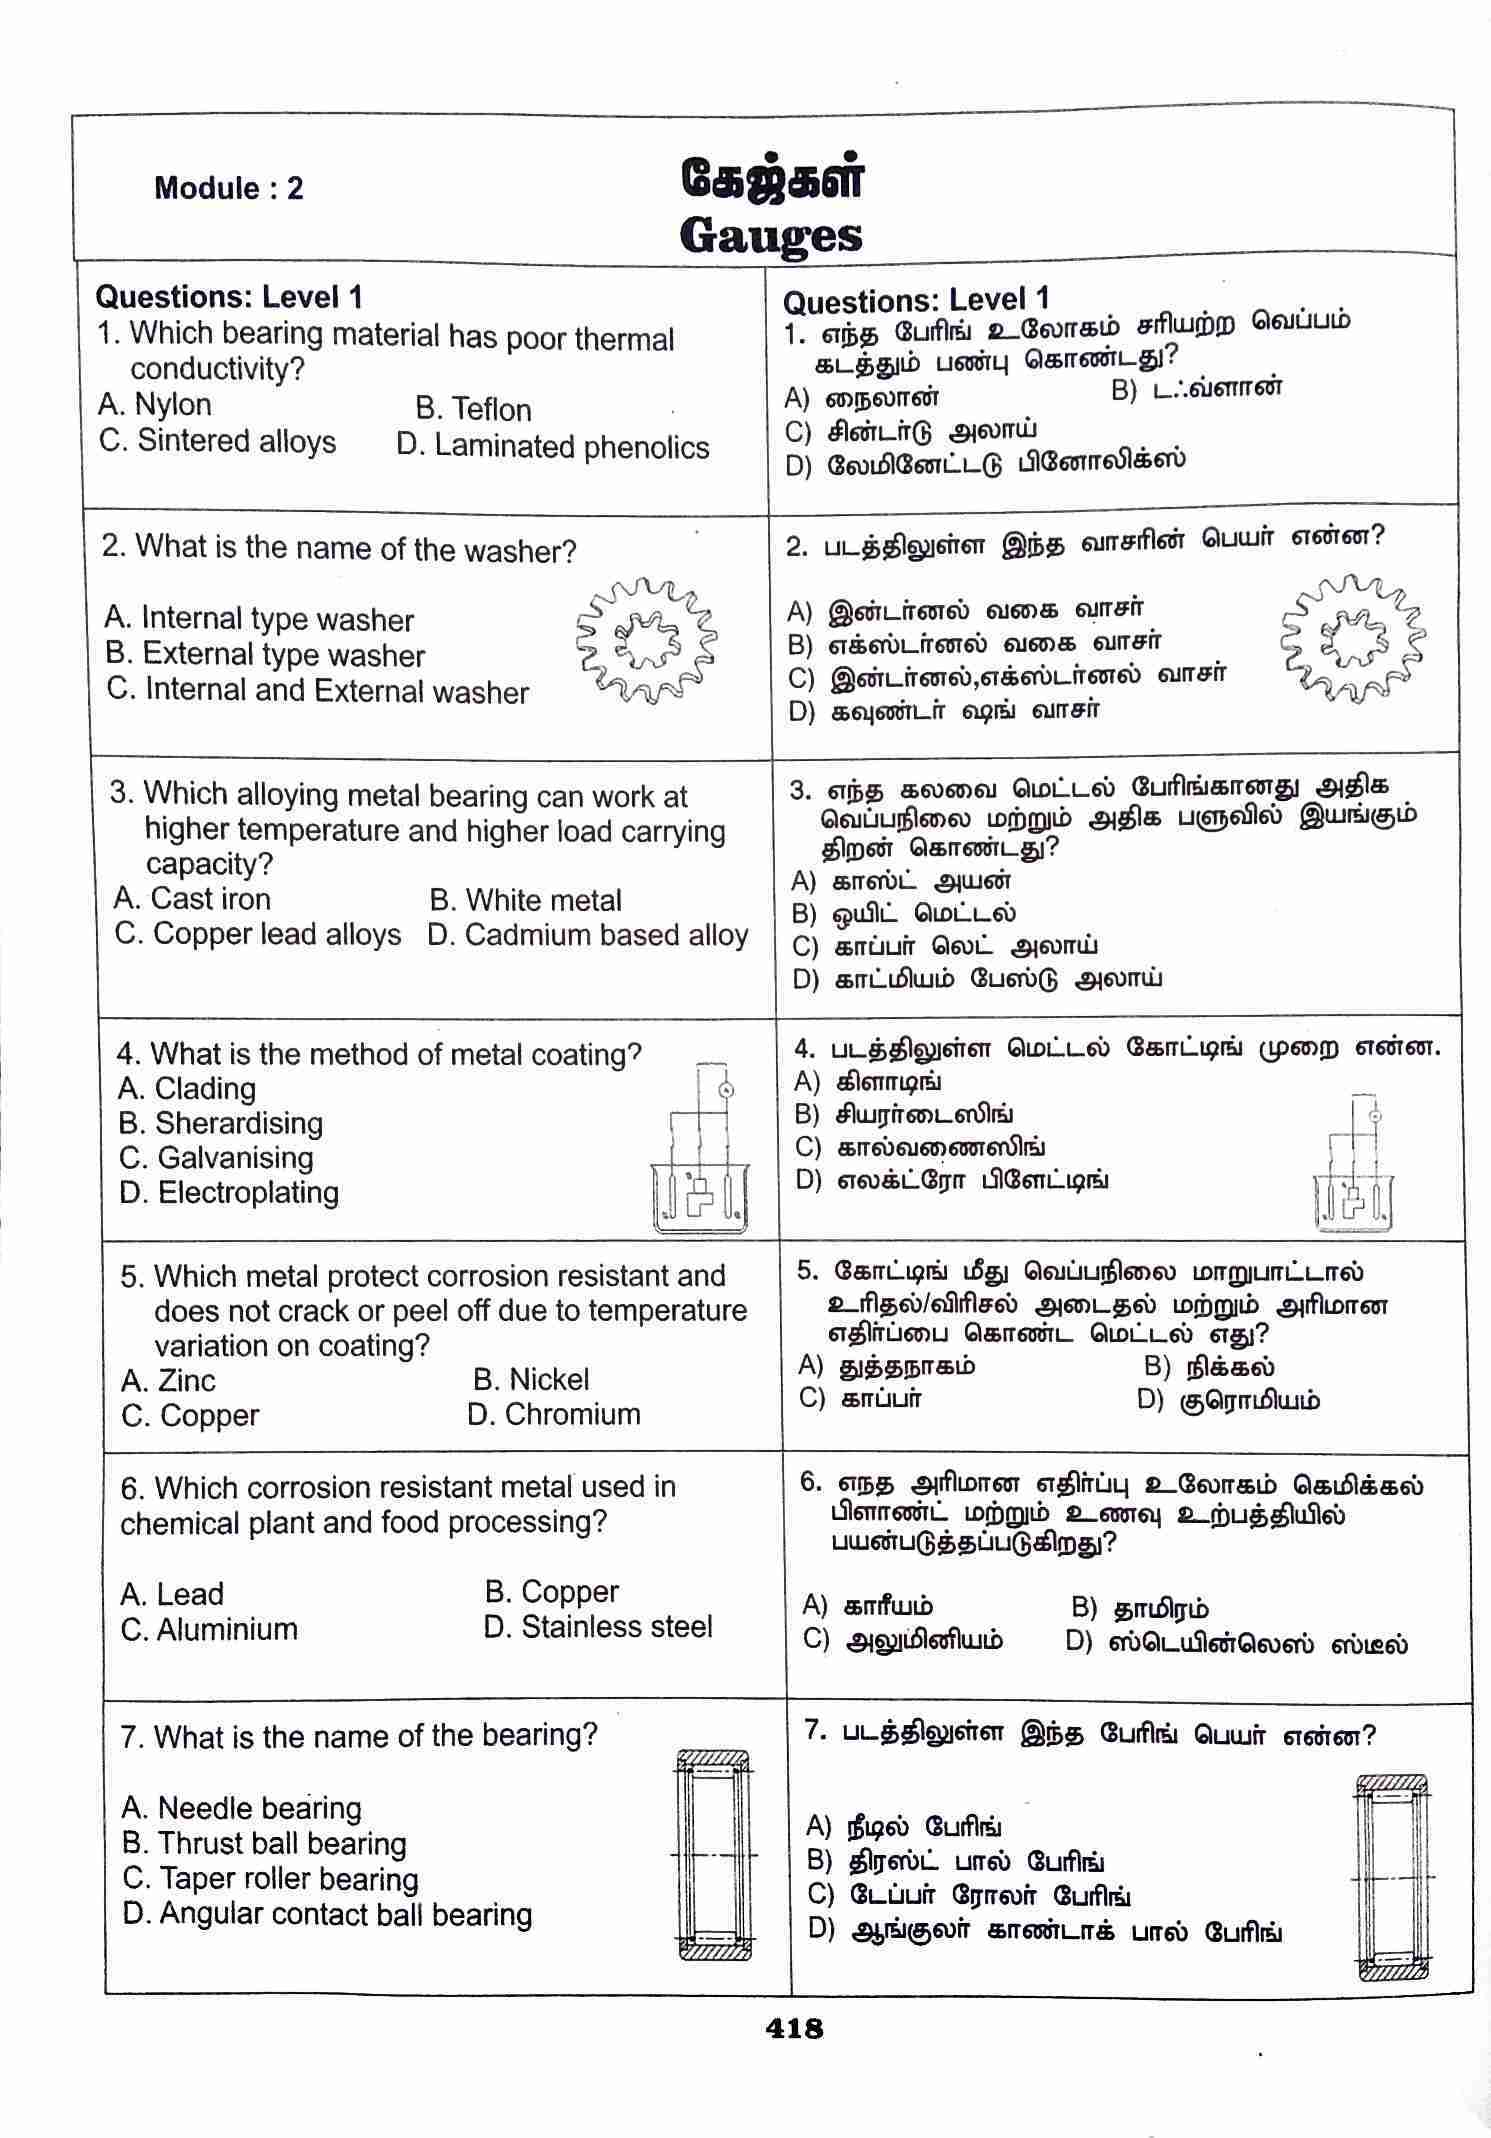 Module : 2
கேஜ்கள்
Gauges
Questions: Level 1
1. Which bearing material has poor thermal
conductivity?
A. Nylon B. Teflon
C. Sintered alloys D. Laminated phenolics
Questions: Level 1
1. எந்த பேரிங் உலோகம் சரியற்ற வெப்பம்
கடத்தும் பண்பு கொண்டது?
A) நைலான் B) டஃவ்ளான்
C) சின்டர்டு அலாய்
D) லேமினேட்டடு பினோலிக்ஸ்
2. What is the name of the washer?
A. Internal type washer
B. External type washer
C. Internal and External washer
2. படத்திலுள்ள இந்த வாசரின் பெயர் என்ன?
A) இன்டர்னல் வகை வாசர்
B) எக்ஸ்டர்னல் வகை வாசர்
C) இன்டர்னல்,எக்ஸ்டர்னல் வாசர்
D) கவுண்டர் ஷங் வாசர்
3. Which alloying metal bearing can work at
higher temperature and higher load carrying
capacity?
A. Cast iron B. White metal
C. Copper lead alloys D. Cadmium based alloy
3. எந்த கலவை மெட்டல் பேரிங்கானது அதிக
வெப்பநிலை மற்றும் அதிக பளுவில் இயங்கும்
திறன் கொண்டது?
A) காஸ்ட் அயன்
B) ஒயிட் மெட்டல்
C) காப்பர் லெட் அலாய்
D) காட்மியம் பேஸ்டு அலாய்
4. What is the method of metal coating?
A. Clading
B. Sherardising
C. Galvanising
D. Electroplating
4. படத்திலுள்ள மெட்டல் கோட்டிங் முறை என்ன.
A) கிளாடிங்
B) சியரர்டைஸிங்
C) கால்வணைஸிங்
D) எலக்ட்ரோ பிளேட்டிங்
5. Which metal protect corrosion resistant and
does not crack or peel off due to temperature
variation on coating?
A. Zinc B. Nickel
C. Copper D. Chromium
5. கோட்டிங் மீது வெப்பநிலை மாறுபாட்டால்
உரிதல்/விரிசல் அடைதல் மற்றும் அரிமான
எதிர்ப்பை கொண்ட மெட்டல் எது?
A) துத்தநாகம் B) நிக்கல்
C) காப்பர் D) குரொமியம்
6. Which corrosion resistant metal used in
chemical plant and food processing?
A. Lead B. Copper
C. Aluminium D. Stainless steel
6. எநத அரிமான எதிர்ப்பு உலோகம் கெமிக்கல்
பிளாண்ட் மற்றும் உணவு உற்பத்தியில்
பயன்படுத்தப்படுகிறது?
A) காரீயம் B) தாமிரம்
C) அலுமினியம் D) ஸ்டெயின்லெஸ் ஸ்டீல்
7. What is the name of the bearing?
A. Needle bearing
B. Thrust ball bearing
C. Taper roller bearing
D. Angular contact ball bearing
7. படத்திலுள்ள இந்த பேரிங் பெயர் என்ன?
A) நீடில் பேரிங்
B) திரஸ்ட் பால் பேரிங்
C) டேப்பர் ரோலர் பேரிங்
D) ஆங்குலர் காண்டாக் பால் பேரிங்
418